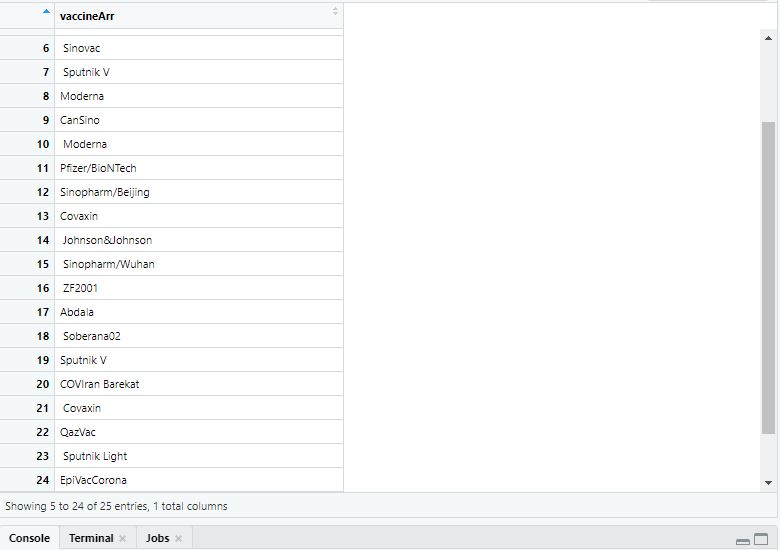 vaccineArr
6 Sinovac
7 Sputnik V
8 Moderna
9 CanSino
10 Moderna
11 Pfizer/BioNTech
12 Sinopharm/Beijing
13 Covaxin
14 Johnson&Johnson
15 Sinopharm/Wuhan
16 ZF2001
17 Abdala
18 Soberana02
19 Sputnik V
20 COVIran Barekat
21 Covaxin
22 QazVac
23 Sputnik Light
24 EpiVacCorona
Showing 5 to 24 of 25 entries, 1 total columns
Console Terminal Jobs